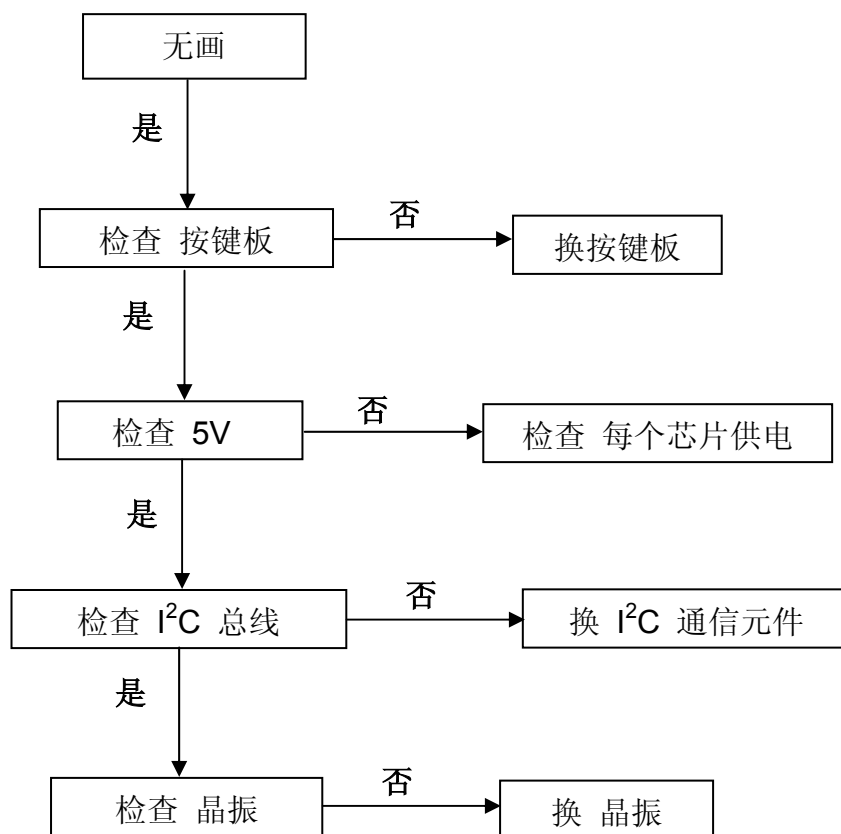 无画
是
检查 按键板
否
换按键板
是
检查 5V
否
检查 每个芯片供电
是
检查 I²C 总线
否
换 I²C 通信元件
是
检查 晶振
否
换 晶振